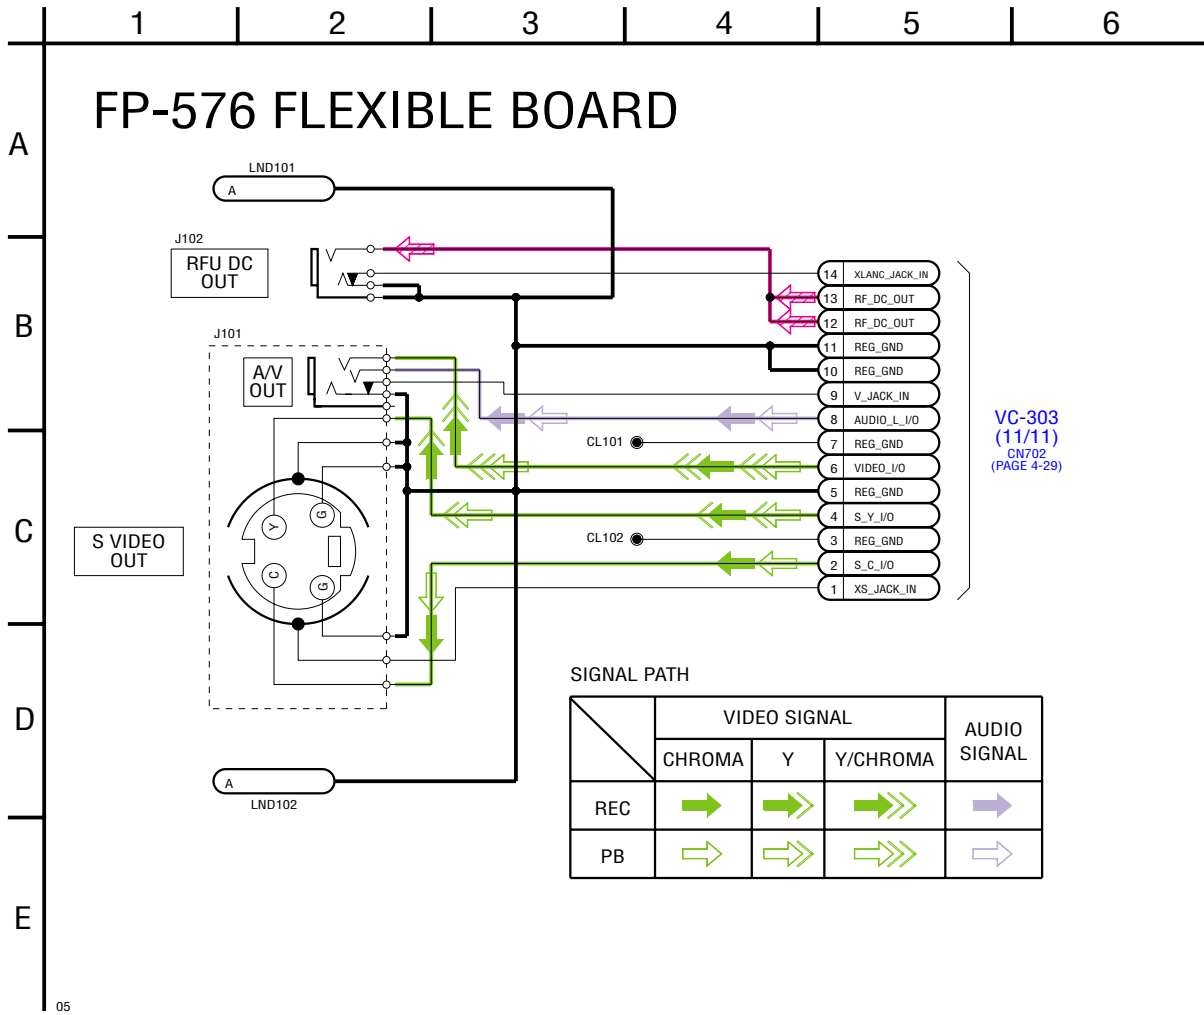 1 2 3 4 5 6
A
B
C
D
E
FP-576 FLEXIBLE BOARD
LND101
A
J102
RFU DC
OUT
J101
A/V
OUT
S VIDEO
OUT
Y
G
C
G
CL101
CL102
14 XLANC_JACK_IN
13 RF_DC_OUT
12 RF_DC_OUT
11 REG_GND
10 REG_GND
9 V_JACK_IN
8 AUDIO_L_I/O
7 REG_GND
6 VIDEO_I/O
5 REG_GND
4 S_Y_I/O
3 REG_GND
2 S_C_I/O
1 XS_JACK_IN
VC-303
(11/11)
CN702
(PAGE 4-29)
A
LND102
SIGNAL PATH
VIDEO SIGNAL
AUDIO
SIGNAL
CHROMA Y Y/CHROMA
REC
PB
05